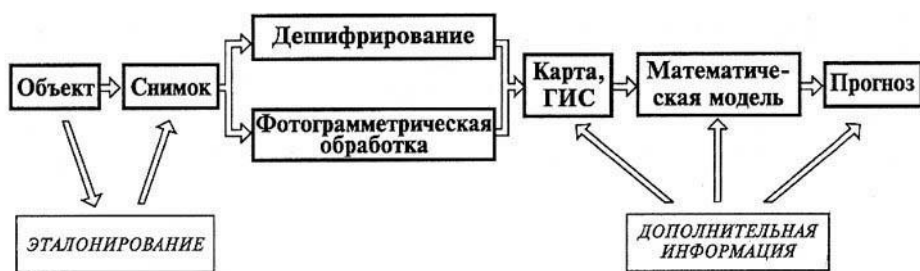 Дешифрирование
Объект
Снимок
Фотограмметрическая
обработка
Карта,
ГИС
Математиче-
ская модель
Прогноз
ЭТАЛОНИРОВАНИЕ
ДОПОЛНИТЕЛЬНАЯ
ИНФОРМАЦИЯ